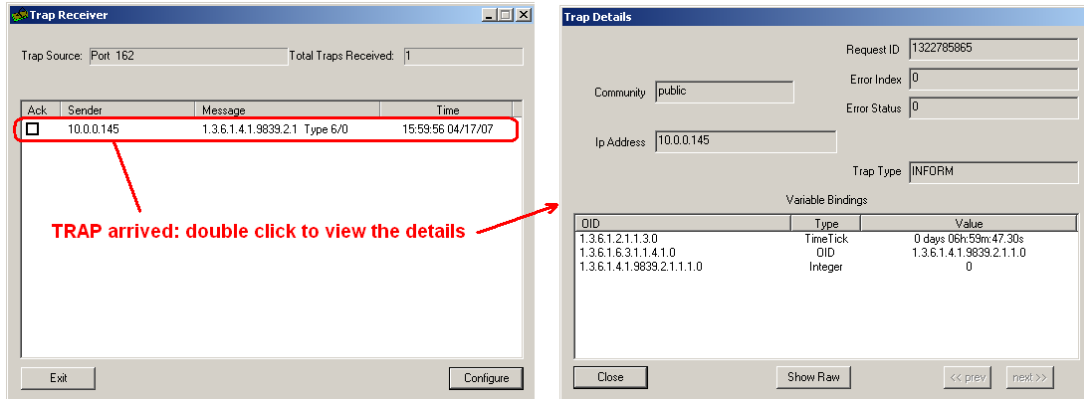 Trap Receiver
Trap Source: Port 162 Total Traps Received: 1
Ack Sender Message Time
10.0.0.145 1.3.6.1.4.1.9839.2.1 Type 6/0 15:59:56 04/17/07
TRAP arrived: double click to view the details
Exit Configure
Trap Details
Request ID 1322785865
Error Index 0
Community public
Error Status 0
Ip Address 10.0.0.145
Trap Type INFORM
Variable Bindings
OID Type Value
1.3.6.1.2.1.1.3.0 TimeTick 0 days 06h:59m:47.30s
1.3.6.1.6.3.1.1.4.1.0 OID 1.3.6.1.4.1.9839.2.1.1.0
1.3.6.1.4.1.9839.2.1.1.1.0 Integer 0
Close Show Raw << prev next >>